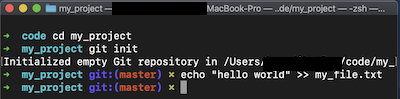 my_project — MacBook-Pro — ..de/my_project — -zsh —...
➜ code cd my_project
➜ my_project git init
Initialized empty Git repository in /Users/ /code/my_
➜ my_project git:(master) ✗ echo "hello world" >> my_file.txt
➜ my_project git:(master) ✗